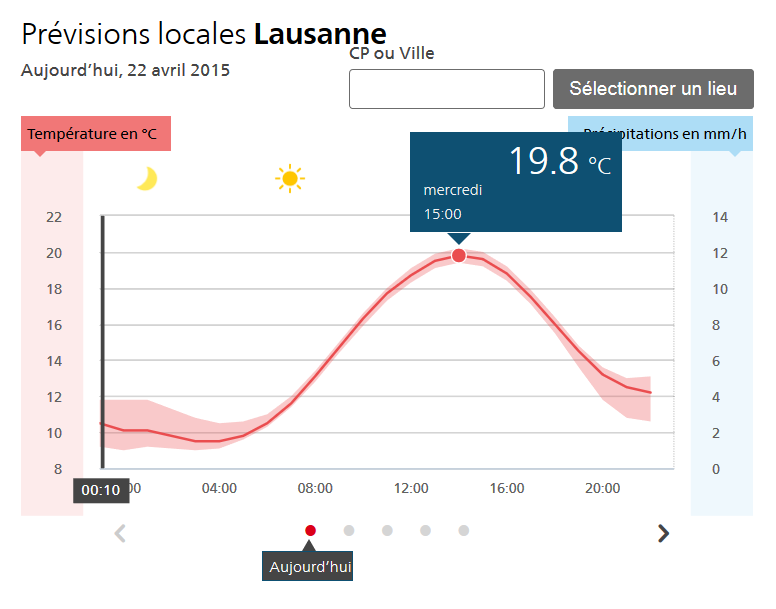 Prévisions locales Lausanne
Aujourd’hui, 22 avril 2015
CP ou Ville
Sélectionner un lieu
Température en °C
Précipitations en mm/h
19.8 °C
mercredi
15:00
22
20
18
16
14
12
10
8
14
12
10
8
6
4
2
0
00:10
04:00
08:00
12:00
16:00
20:00
Aujourd’hui